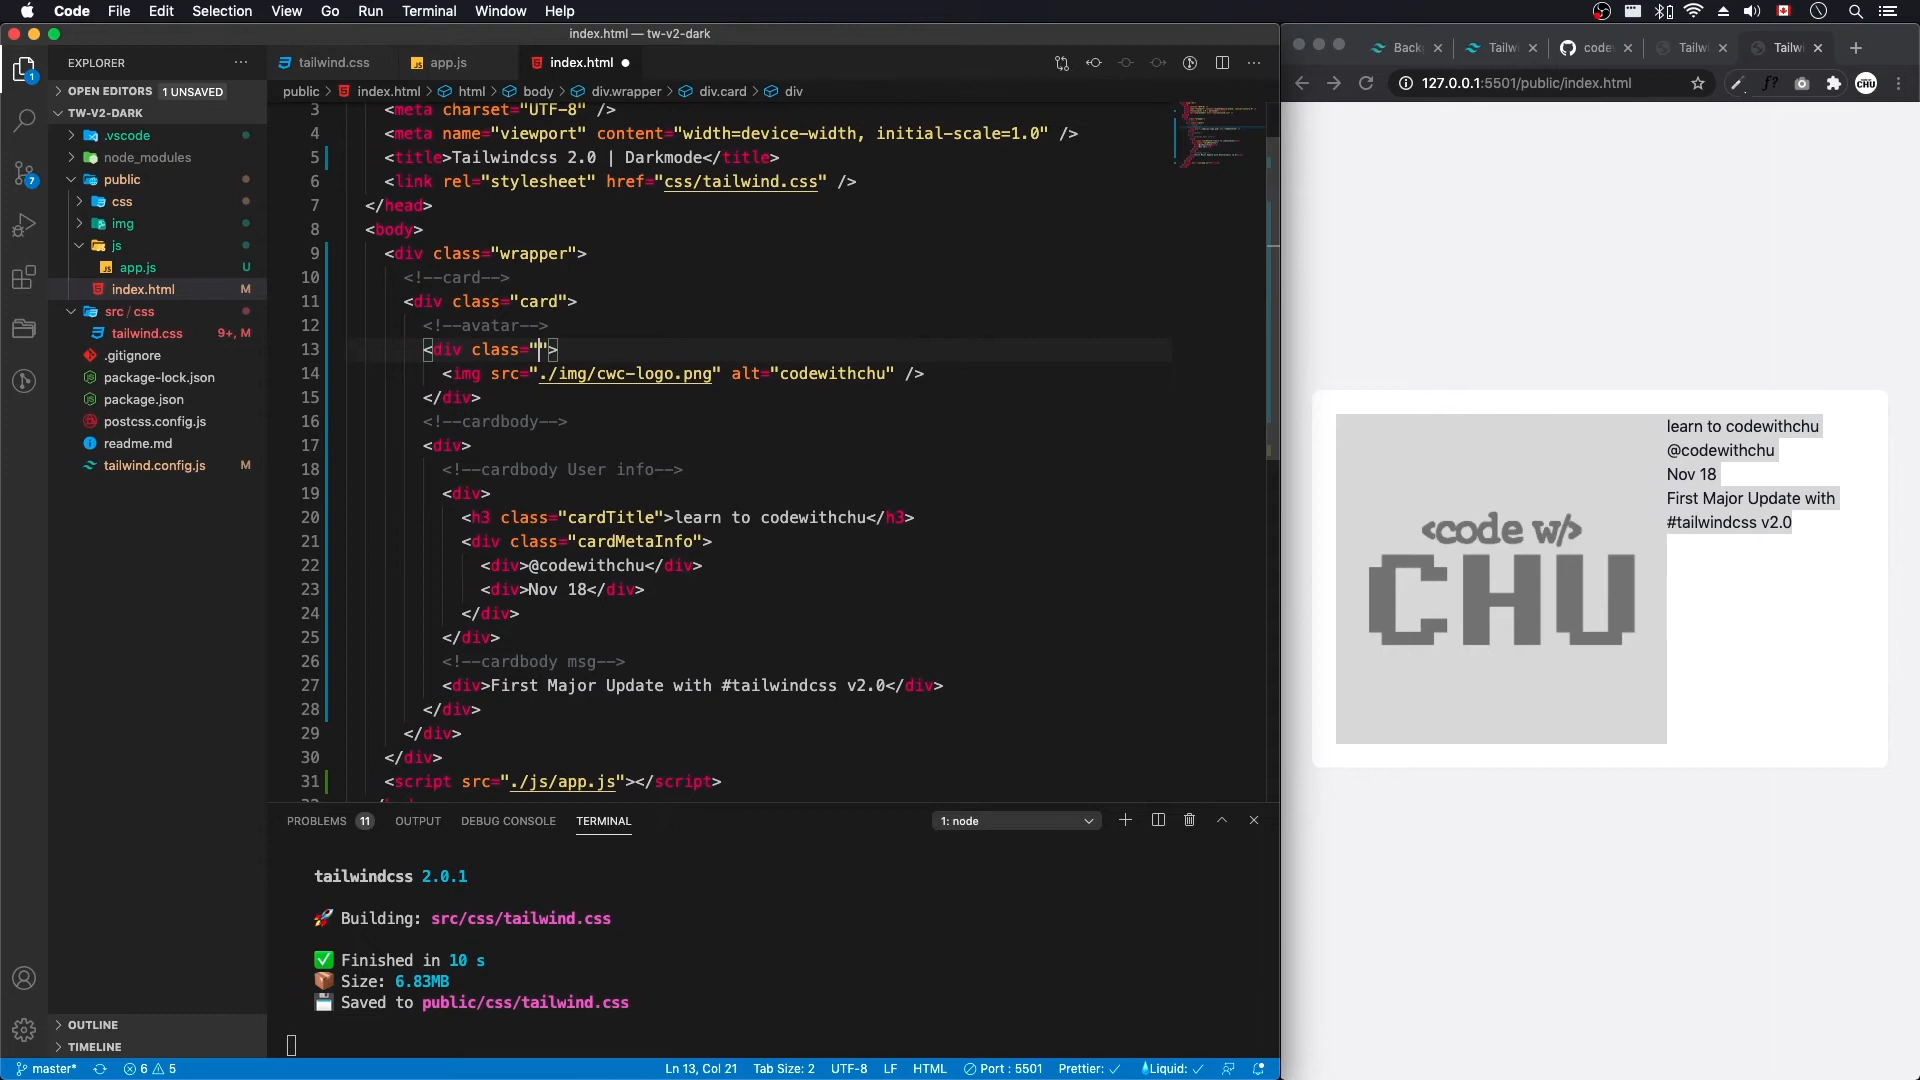 Code File Edit Selection View Go Run Terminal Window Help
index.html — tw-v2-dark
EXPLORER
OPEN EDITORS 1 UNSAVED
TW-V2-DARK
.vscode
node_modules
public
css
img
js
app.js U
index.html M
src / css
tailwind.css 9+, M
.gitignore
package-lock.json
package.json
postcss.config.js
readme.md
tailwind.config.js M
OUTLINE
TIMELINE
tailwind.css app.js index.html
public > index.html > html > body > div.wrapper > div.card > div
3 <meta charset="UTF-8" />
4 <meta name="viewport" content="width=device-width, initial-scale=1.0" />
5 <title>Tailwindcss 2.0 | Darkmode</title>
6 <link rel="stylesheet" href="css/tailwind.css" />
7 </head>
8 <body>
9 <div class="wrapper">
10 <!--card-->
11 <div class="card">
12 <!--avatar-->
13 <div class="">
14 <img src="./img/cwc-logo.png" alt="codewithchu" />
15 </div>
16 <!--cardbody-->
17 <div>
18 <!--cardbody User info-->
19 <div>
20 <h3 class="cardTitle">learn to codewithchu</h3>
21 <div class="cardMetaInfo">
22 <div>@codewithchu</div>
23 <div>Nov 18</div>
24 </div>
25 </div>
26 <!--cardbody msg-->
27 <div>First Major Update with #tailwindcss v2.0</div>
28 </div>
29 </div>
30 </div>
31 <script src="./js/app.js"></script>
PROBLEMS 11 OUTPUT DEBUG CONSOLE TERMINAL 1: node
tailwindcss 2.0.1
🚀 Building: src/css/tailwind.css
✅ Finished in 10 s
📦 Size: 6.83MB
💾 Saved to public/css/tailwind.css
master* 6 5 Ln 13, Col 21 Tab Size: 2 UTF-8 LF HTML Port : 5501 Prettier: ✓ Liquid: ✓
Back Tailwi codev Tailwi Tailwi
127.0.0.1:5501/public/index.html
CHU
<code w/>
CHU
learn to codewithchu
@codewithchu
Nov 18
First Major Update with
#tailwindcss v2.0